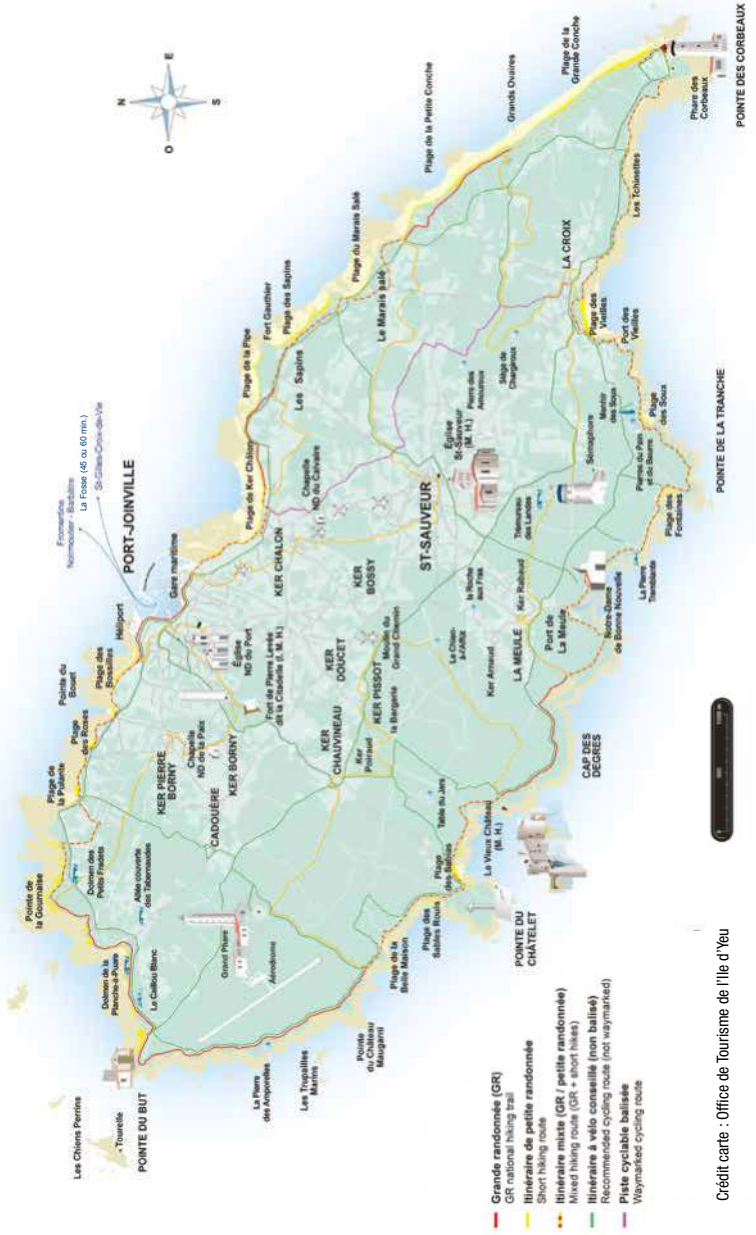 N
E
S
O
Les Chiens Perrins
Tourelle
POINTE DU BUT
Pointe de
la Gournaise
Dolmen de la
Planche-à-Puare
Le Caillou Blanc
Dolmen des
Petits Fradets
Allée couverte
des Tabernaudes
Plage de
la Pulante
Plage
des Roses
Pointe du
Bouet
Plage des
Bossilles
Héliport
Fromentine
Noirmoutier - Barbâtre
La Fosse (45 ou 60 min.)
St-Gilles-Croix-de-Vie
PORT-JOINVILLE
Gare maritime
Église
ND du Port
Fort de Pierre Levée
dit la Citadelle (I. M. H.)
KER PIERRE
BORNY
Chapelle
ND de la Paix
KER BORNY
CADOUÈRE
Grand Phare
Aérodrome
La Pierre
des Amporelles
Les Trupailles
Marins
Pointe
du Château
Maugarni
Plage de la
Belle Maison
Plage des
Sables Rouis
Plage
des Sabias
POINTE DU
CHÂTELET
Le Vieux Château
(M. H.)
Table du Jars
KER
CHAUVINEAU
Ker
Poiraud
KER PISSOT
la Bergerie
KER
DOUCET
Moulin du
Grand Chemin
KER
BOSSY
KER CHALON
Chapelle
ND du Calvaire
Plage de Ker Châlon
Plage de la Pipe
Fort Gauthier
Plage des Sapins
Les Sapins
Plage du Marais Salé
Le Marais salé
Plage de la Petite Conche
Grands Ovaires
Plage de la
Grande Conche
Phare des
Corbeaux
POINTE DES CORBEAUX
Les Tchinettes
LA CROIX
Plage des
Vieilles
Port des
Vieilles
Siège de
Chargeroux
Pierre des
Amoureux
Église
St-Sauveur
(M. H.)
ST-SAUVEUR
Sémaphore
Menhir
des Soux
Plage
des Soux
Pierres du Pain
et du Beurre
POINTE DE LA TRANCHE
Trémureau
des Landes
Plage des
Fontaines
La Pierre
Tremblante
Notre-Dame
de Bonne Nouvelle
Port de
La Meule
LA MEULE
Ker Rabaud
la Roche
aux Fras
Le Chien-
à-l'Affût
Ker Arnaud
CAP DES
DEGRÉS
Grande randonnée (GR)
GR national hiking trail
Itinéraire de petite randonnée
Short hiking route
Itinéraire mixte (GR / petite randonnée)
Mixed hiking route (GR + short hikes)
Itinéraire à vélo conseillé (non balisé)
Recommended cycling route (not waymarked)
Piste cyclable balisée
Waymarked cycling route
Crédit carte : Office de Tourisme de l'Ile d'Yeu